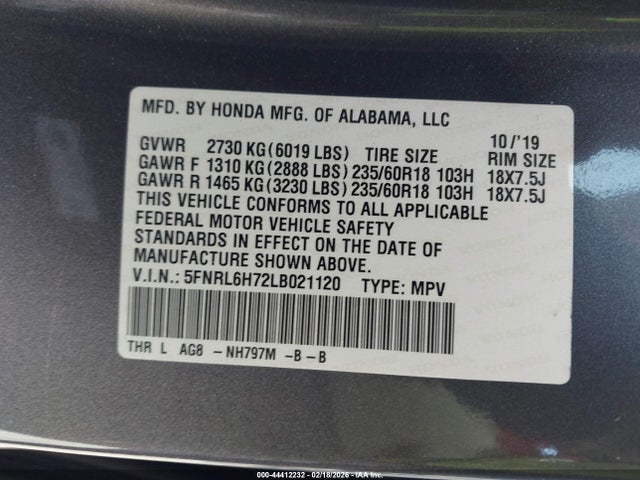 MFD. BY HONDA MFG. OF ALABAMA, LLC
10/'19
GVWR 2730 KG(6019 LBS) TIRE SIZE RIM SIZE
GAWR F 1310 KG(2888 LBS)235/60R18 103H 18X7.5J
GAWR R 1465 KG(3230 LBS)235/60R18 103H 18X7.5J
THIS VEHICLE CONFORMS TO ALL APPLICABLE
FEDERAL MOTOR VEHICLE SAFETY
STANDARDS IN EFFECT ON THE DATE OF
MANUFACTURE SHOWN ABOVE.
V.I.N.: 5FNRL6H72LB021120 TYPE: MPV
THR L AG8 - NH797M -B -B
000-44412232 - 02/18/2026 - IAA Inc.